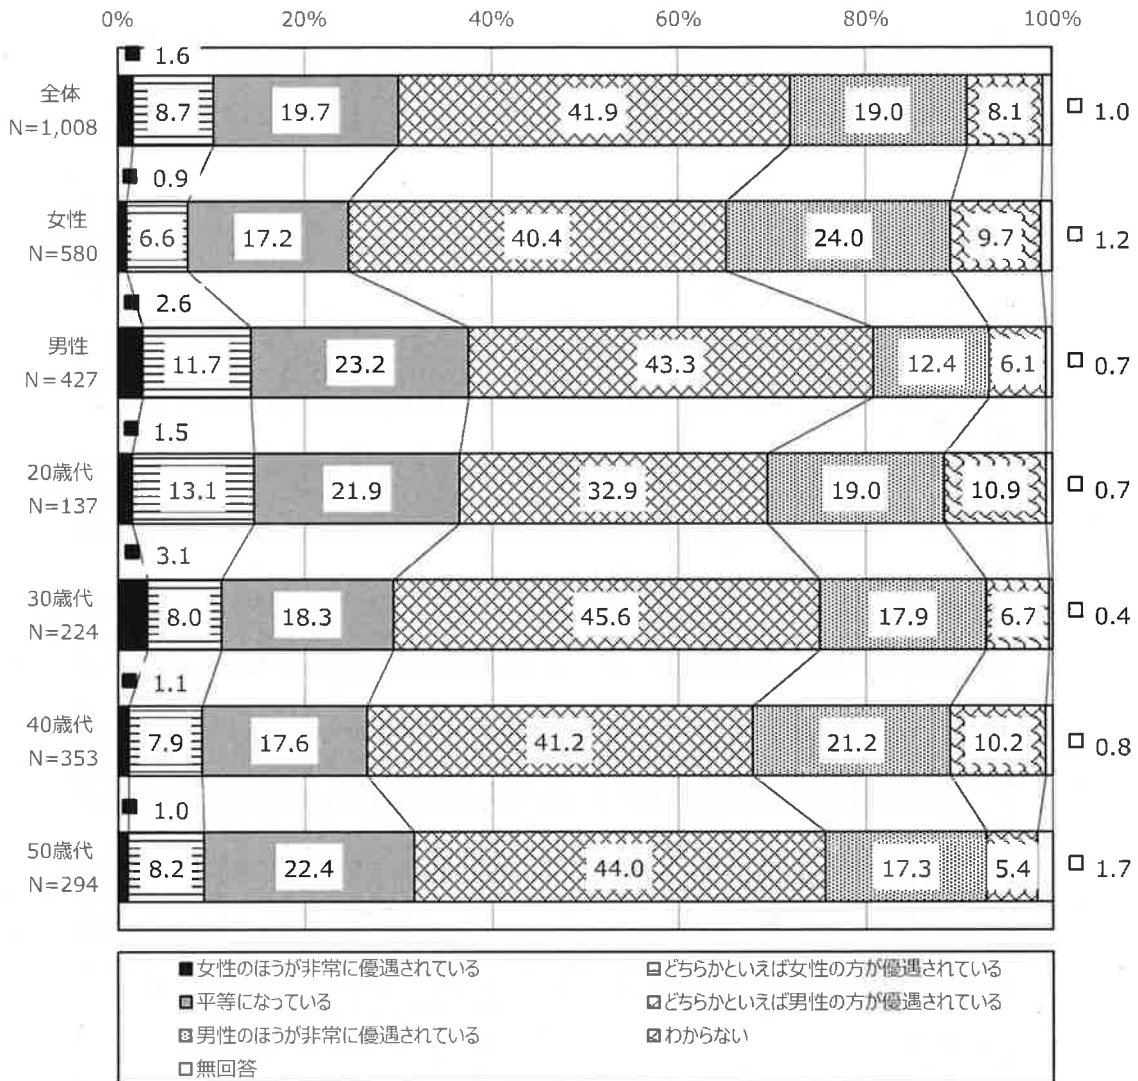 0% 20% 40% 60% 80% 100%
■ 1.6
全体
N=1,008
8.7 19.7 41.9 19.0 8.1 □ 1.0
■ 0.9
女性
N=580
6.6 17.2 40.4 24.0 9.7 □ 1.2
■ 2.6
男性
N=427
11.7 23.2 43.3 12.4 6.1 □ 0.7
■ 1.5
20歳代
N=137
13.1 21.9 32.9 19.0 10.9 □ 0.7
■ 3.1
30歳代
N=224
8.0 18.3 45.6 17.9 6.7 □ 0.4
■ 1.1
40歳代
N=353
7.9 17.6 41.2 21.2 10.2 □ 0.8
■ 1.0
50歳代
N=294
8.2 22.4 44.0 17.3 5.4 □ 1.7
女性のほうが非常に優遇されている
どちらかといえば女性の方が優遇されている
平等になっている
どちらかといえば男性の方が優遇されている
男性のほうが非常に優遇されている
わからない
無回答